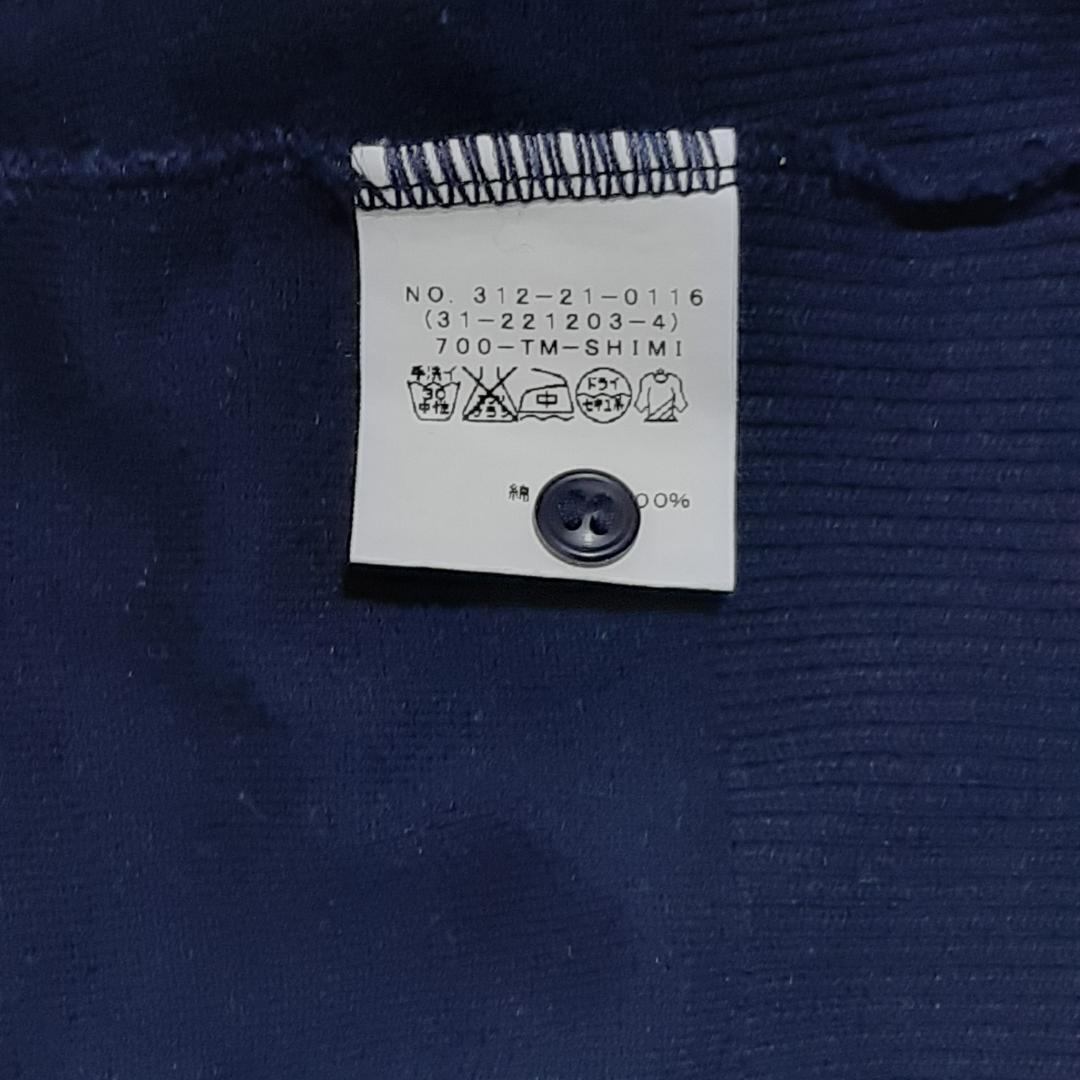 NO. 312-21-0116
(31-221203-4)
700-TM-SHIMI
手洗イ
30 中性
中
ドライ
セキユ系
綿 00%